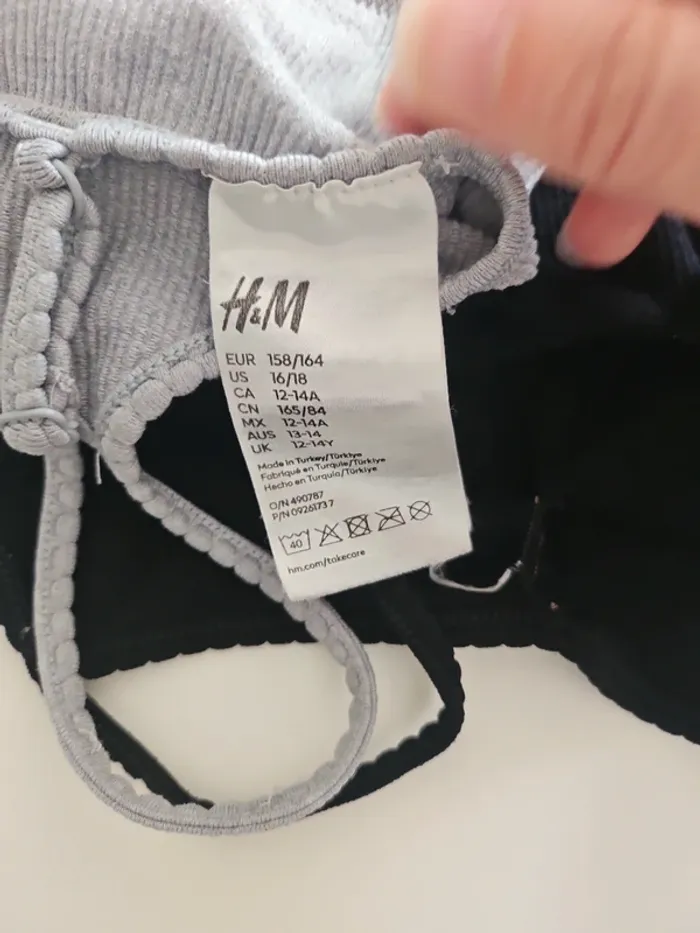 H&M
EUR 158/164
US 16/18
CA 12-14A
CN 165/84
MX 12-14A
AUS 13-14
UK 12-14Y
Made in Turkey/Türkiye
Fabriqué en Turquie/Türkiye
Hecho en Turquía/Türkiye
O/N 490787
P/N 09261737
40
hm.com/takecare